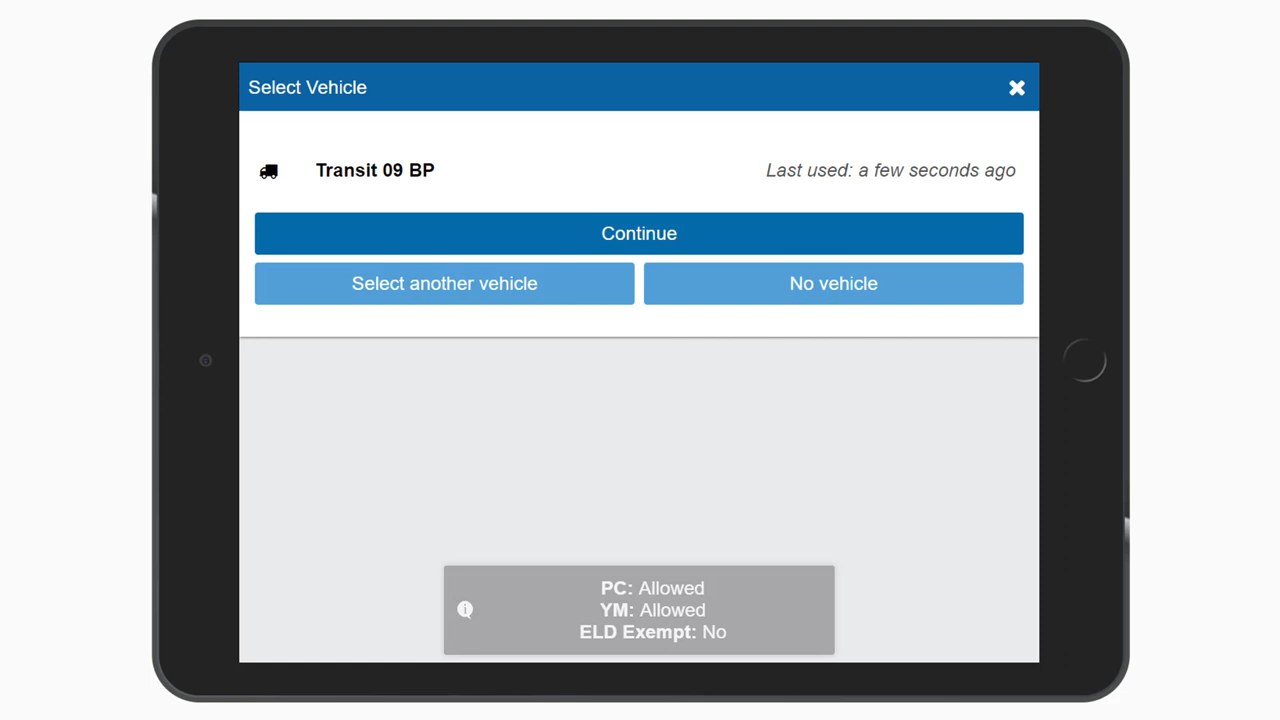 Select Vehicle
Transit 09 BP
Last used: a few seconds ago
Continue
Select another vehicle
No vehicle
PC: Allowed
YM: Allowed
ELD Exempt: No